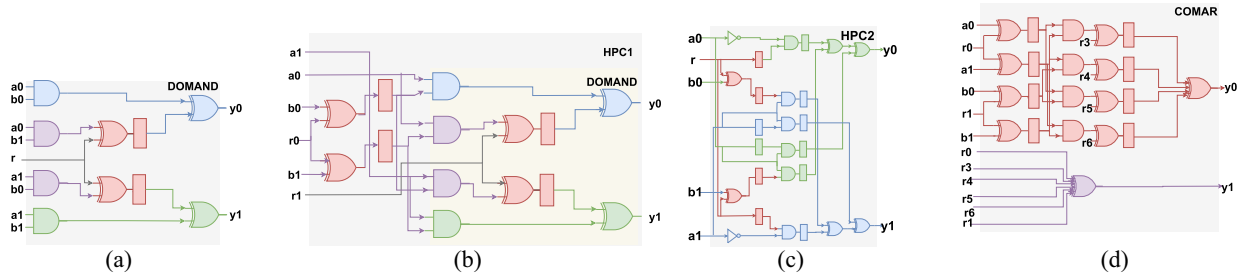 DOMAND
a0
b0
y0
a0
b1
r
a1
b0
a1
b1
y1
(a)
HPC1
a1
a0
DOMAND
b0
r0
b1
r1
y0
y1
(b)
HPC2
a0
r
b0
y0
b1
a1
y1
(c)
COMAR
a0
r0
a1
b0
r1
b1
r3
r4
r5
r6
y0
r0
r3
r4
r5
r6
r1
y1
(d)